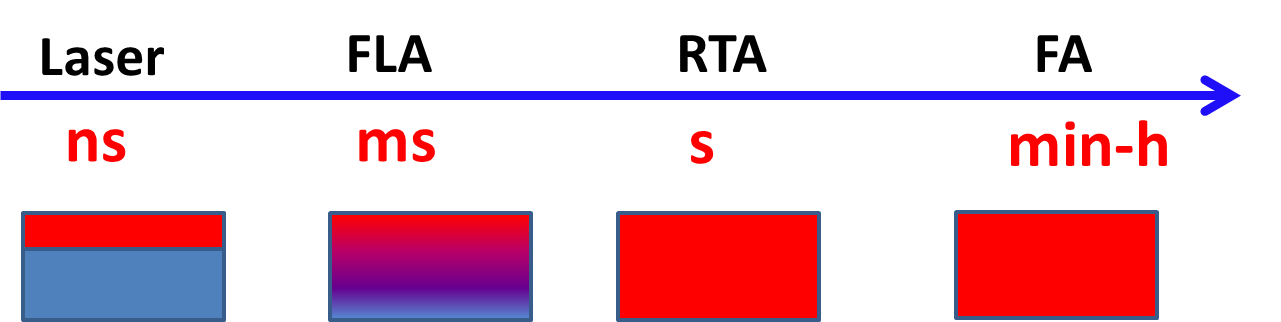 Laser FLA RTA FA
ns ms s min-h